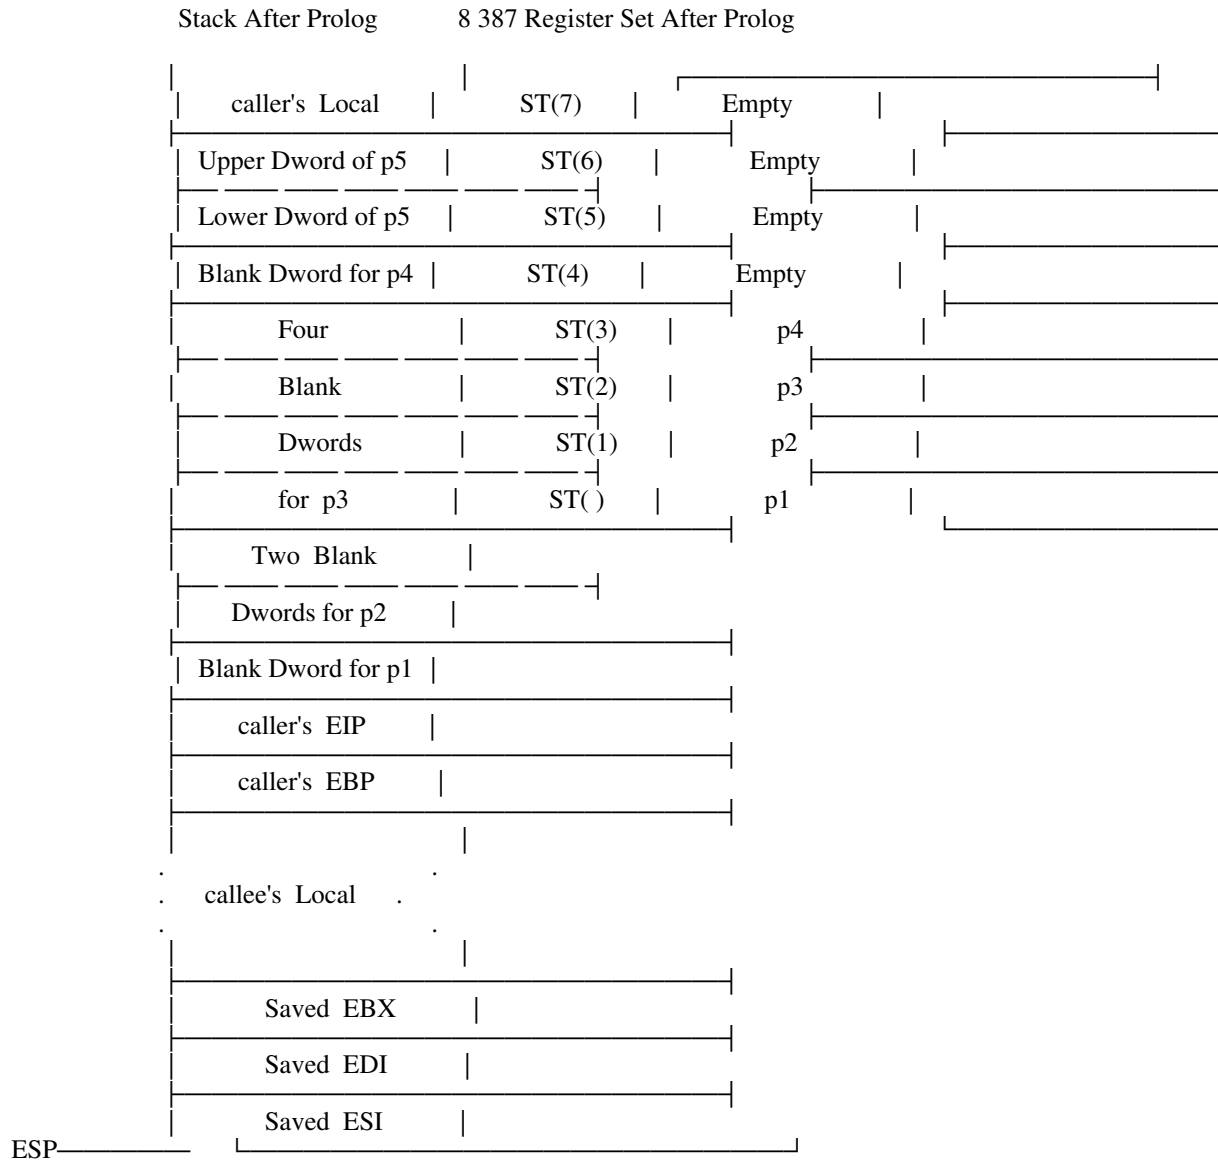 Stack After Prolog 8 387 Register Set After Prolog
caller's Local ST(7) Empty
Upper Dword of p5 ST(6) Empty
Lower Dword of p5 ST(5) Empty
Blank Dword for p4 ST(4) Empty
Four ST(3) p4
Blank ST(2) p3
Dwords ST(1) p2
for p3 ST( ) p1
Two Blank
Dwords for p2
Blank Dword for p1
caller's EIP
caller's EBP
. .
. callee's Local .
. .
Saved EBX
Saved EDI
Saved ESI
ESP